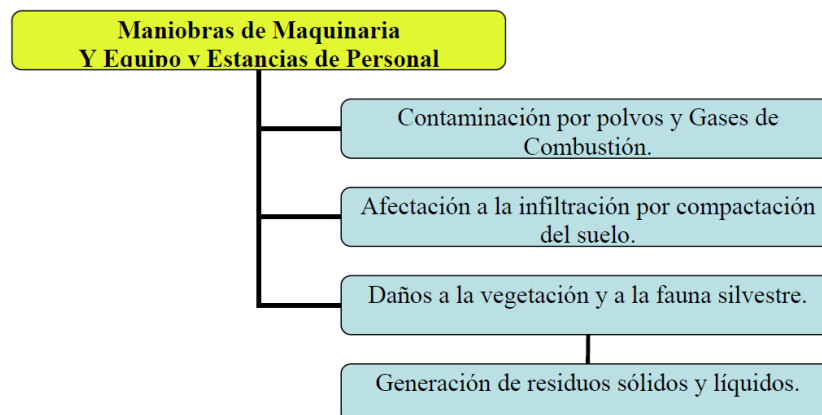 Maniobras de Maquinaria
Y Equipo y Estancias de Personal
Contaminación por polvos y Gases de
Combustión.
Afectación a la infiltración por compactación
del suelo.
Daños a la vegetación y a la fauna silvestre.
Generación de residuos sólidos y líquidos.